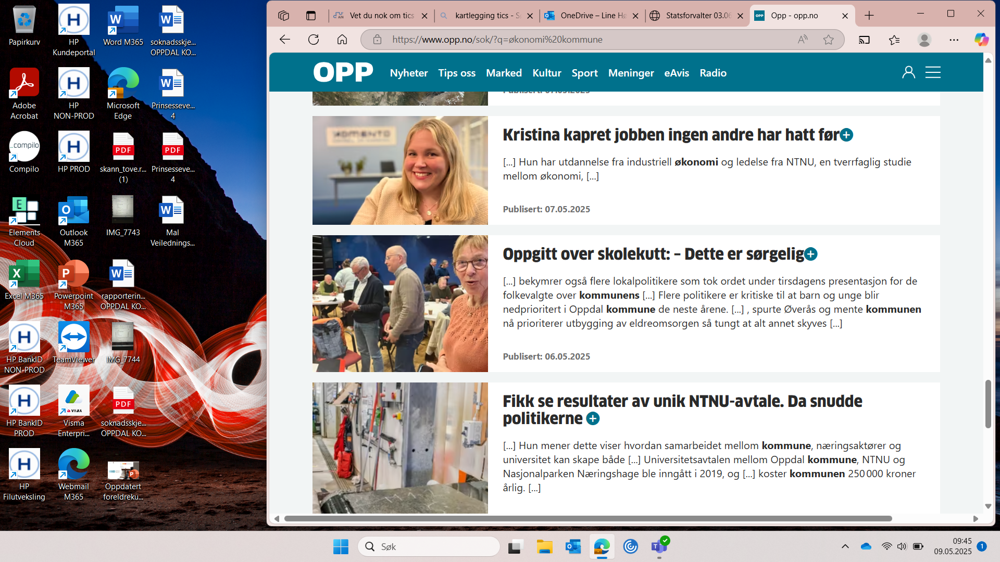 Papirkurv
HP
Kundeportal
Word M365
soknadsskje...
OPPDAL KO...
Adobe
Acrobat
HP
NON-PROD
Microsoft
Edge
Prinsesseve...
4
Compilo
HP PROD
skann_tove.r...
(1)
Prinsesseve...
4
Elements
Cloud
Outlook
M365
IMG_7743
Mal
Veilednings...
Excel M365
Powerpoint
M365
rapporterin...
OPPDAL KO...
HP BankID
NON-PROD
TeamViewer
IMG_7744
HP BankID
PROD
Visma
Enterpri...
soknadsskje...
OPPDAL KO...
HP
Filutveksling
Webmail
M365
Oppdatert
foreldreku...
Vet du nok om tics
kartlegging tics - S
OneDrive – Line Hø
Statsforvalter 03.06
Opp - opp.no
https://www.opp.no/sok/?q=økonomi%20kommune
OPP Nyheter Tips oss Marked Kultur Sport Meninger eAvis Radio
Publisert: 07.05.2025
Kristina kapret jobben ingen andre har hatt før
[...] Hun har utdannelse fra industriell økonomi og ledelse fra NTNU, en tverrfaglig studie
mellom økonomi, [...]
Publisert: 07.05.2025
Oppgitt over skolekutt: – Dette er sørgelig
[...] bekymrer også flere lokalpolitikere som tok ordet under tirsdagens presentasjon for de
folkevalgte over kommunens [...] Flere politikere er kritiske til at barn og unge blir
nedprioritert i Oppdal kommune de neste årene. [...] , spurte Øverås og mente kommunen
nå prioriterer utbygging av eldreomsorgen så tungt at alt annet skyves [...]
Publisert: 06.05.2025
Fikk se resultater av unik NTNU-avtale. Da snudde
politikerne
[...] Hun mener dette viser hvordan samarbeidet mellom kommune, næringsaktører og
universitet kan skape både [...] Universitetsavtalen mellom Oppdal kommune, NTNU og
Nasjonalparken Næringshage ble inngått i 2019, og [...] koster kommunen 250 000 kroner
årlig. [...]
Søk
09:45
09.05.2025
1